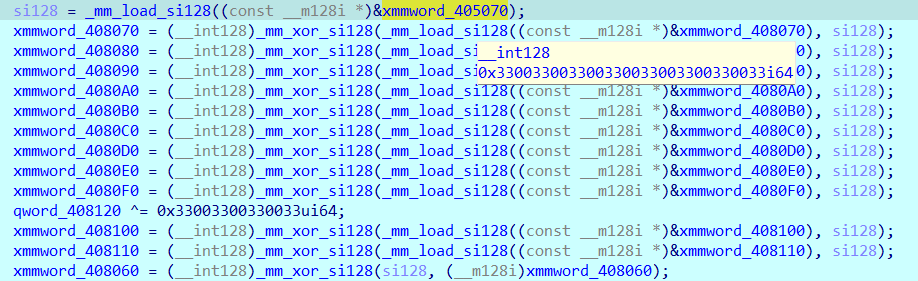 si128 = _mm_load_si128((const __m128i *)&xmmword_405070);
xmmword_408070 = (__int128)_mm_xor_si128(_mm_load_si128((const __m128i *)&xmmword_408070), si128);
xmmword_408080 = (__int128)_mm_xor_si128(_mm_load_si __int128 0), si128);
xmmword_408090 = (__int128)_mm_xor_si128(_mm_load_si 0x330033003300330033003300330033i64 0), si128);
xmmword_4080A0 = (__int128)_mm_xor_si128(_mm_load_si128((const __m128i *)&xmmword_4080A0), si128);
xmmword_4080B0 = (__int128)_mm_xor_si128(_mm_load_si128((const __m128i *)&xmmword_4080B0), si128);
xmmword_4080C0 = (__int128)_mm_xor_si128(_mm_load_si128((const __m128i *)&xmmword_4080C0), si128);
xmmword_4080D0 = (__int128)_mm_xor_si128(_mm_load_si128((const __m128i *)&xmmword_4080D0), si128);
xmmword_4080E0 = (__int128)_mm_xor_si128(_mm_load_si128((const __m128i *)&xmmword_4080E0), si128);
xmmword_4080F0 = (__int128)_mm_xor_si128(_mm_load_si128((const __m128i *)&xmmword_4080F0), si128);
qword_408120 ^= 0x33003300330033ui64;
xmmword_408100 = (__int128)_mm_xor_si128(_mm_load_si128((const __m128i *)&xmmword_408100), si128);
xmmword_408110 = (__int128)_mm_xor_si128(_mm_load_si128((const __m128i *)&xmmword_408110), si128);
xmmword_408060 = (__int128)_mm_xor_si128(si128, (__m128i)xmmword_408060);